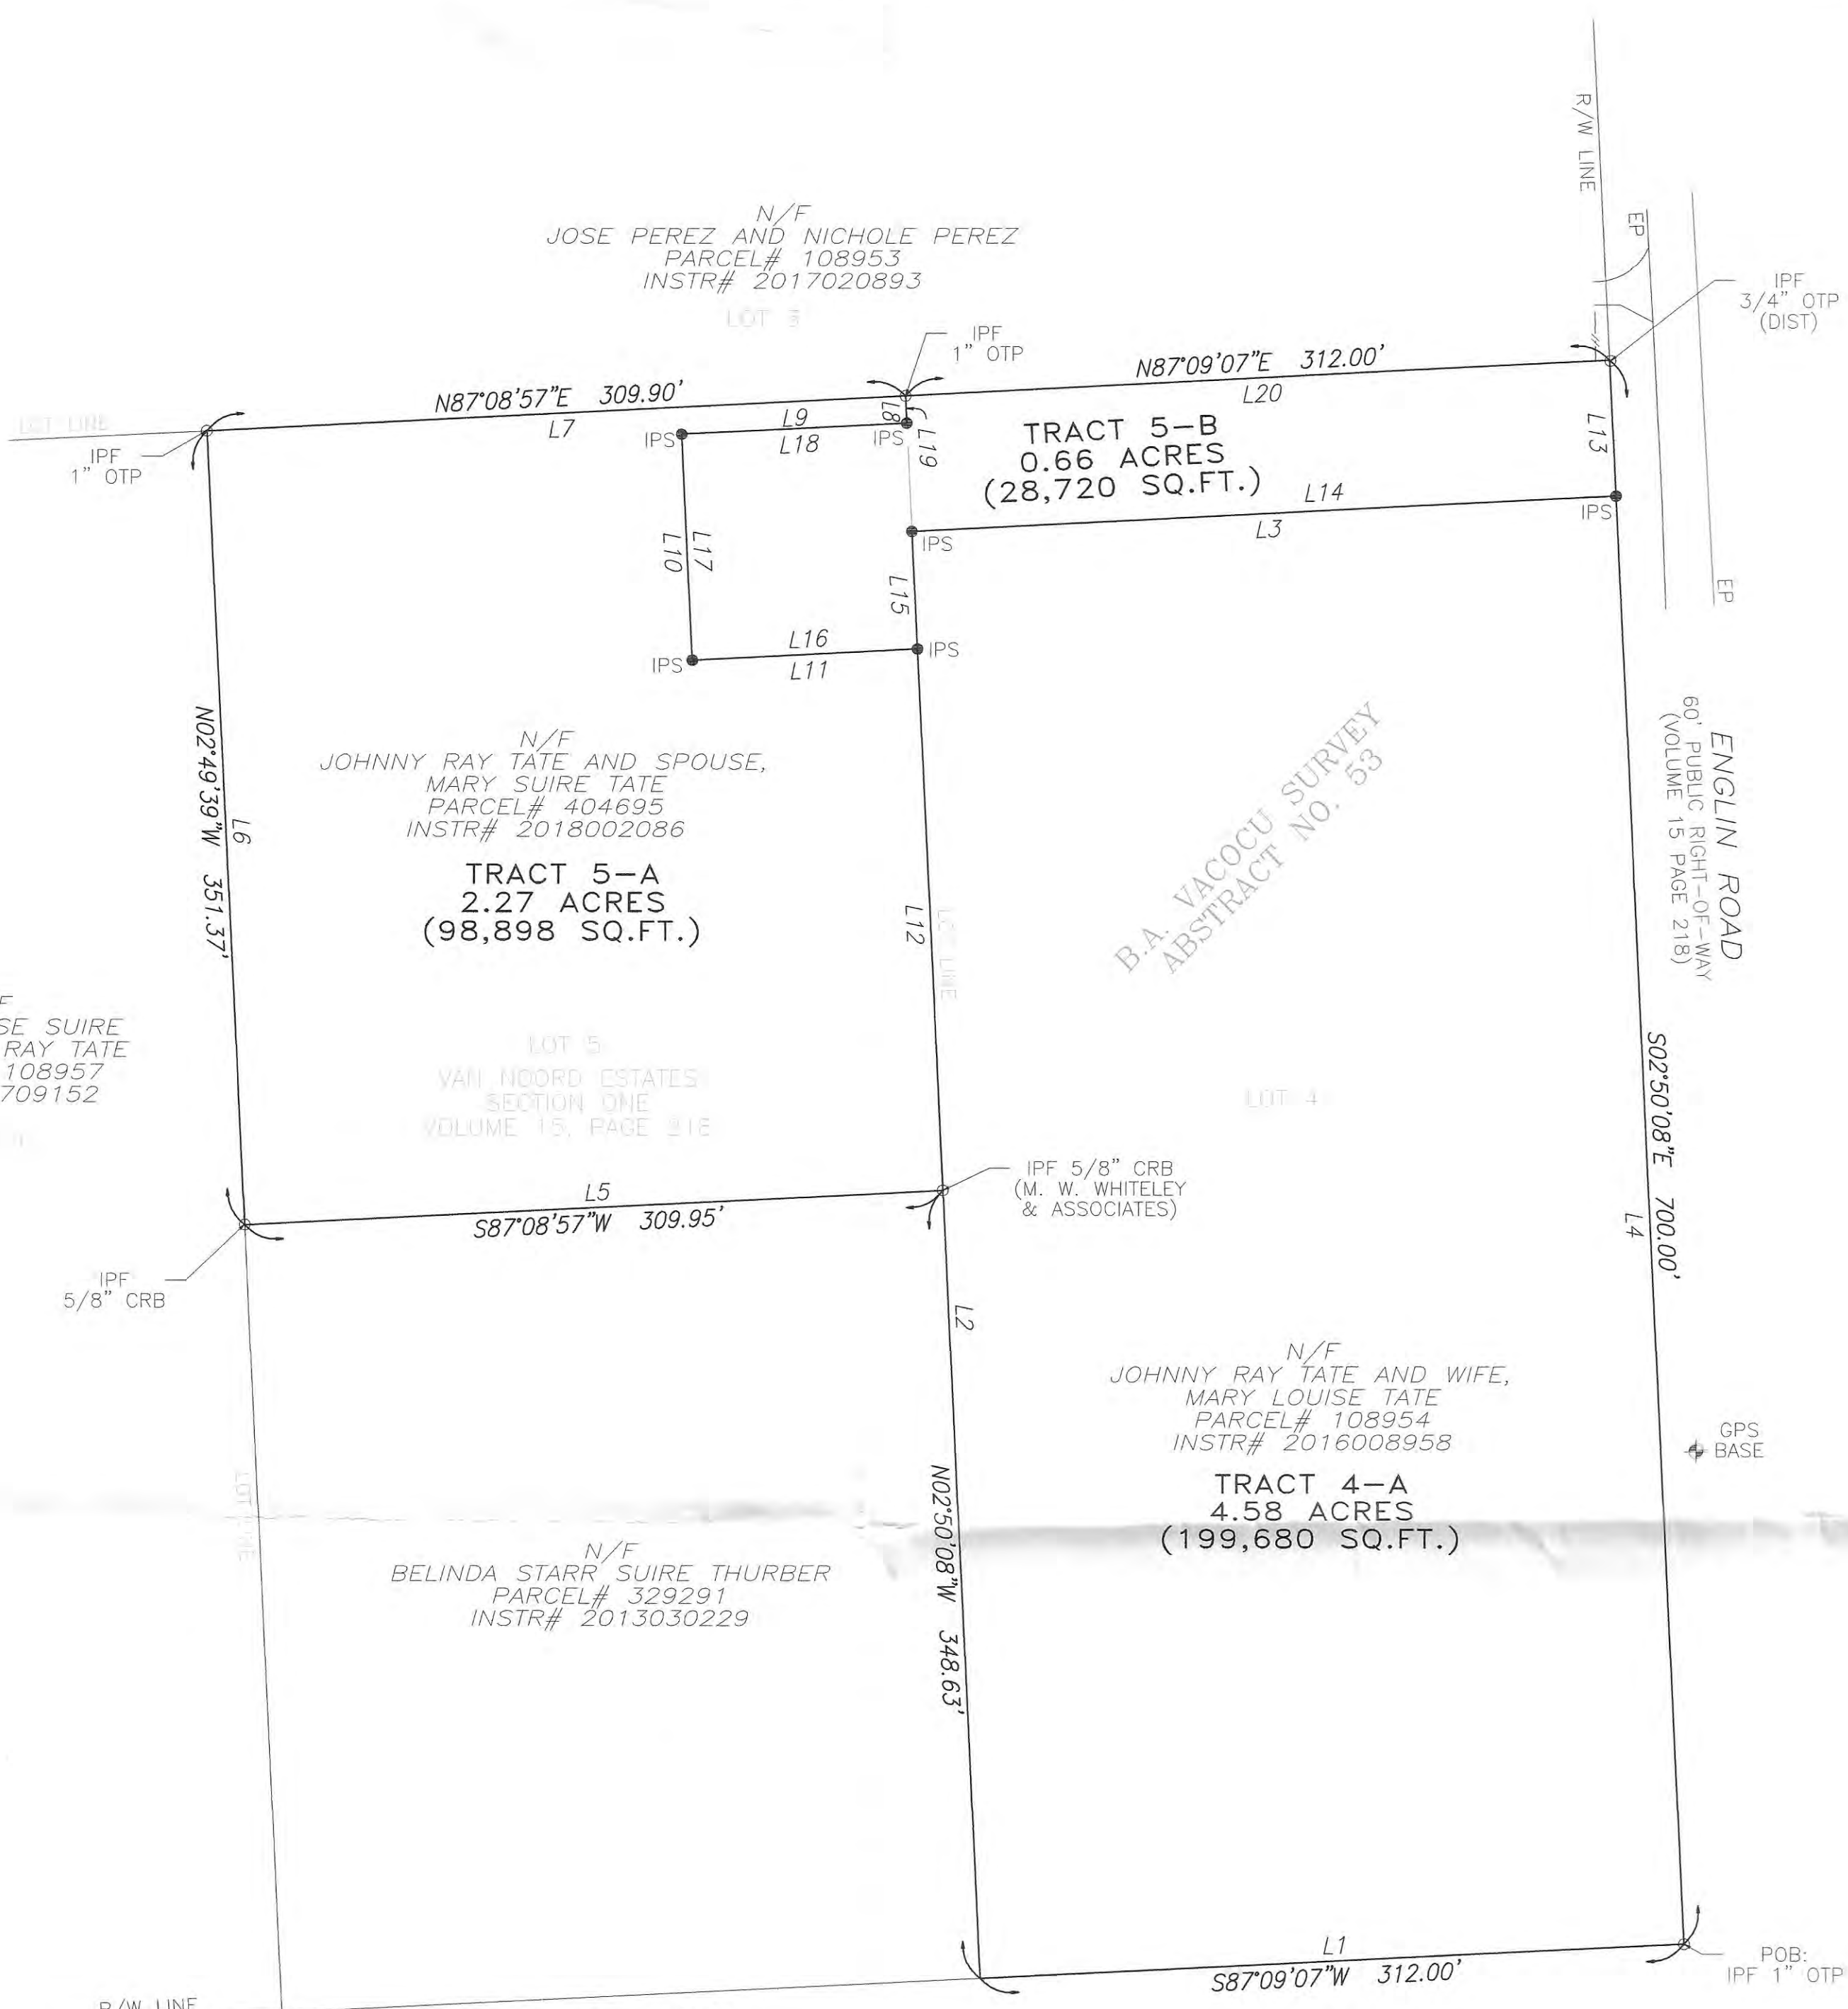 R/W LINE
EP
N/F
JOSE PEREZ AND NICHOLE PEREZ
PARCEL# 108953
INSTR# 2017020893
LOT 3
IPF
1" OTP
IPF
3/4" OTP
(DIST)
N87°09'07"E 312.00'
L20
N87°08'57"E 309.90'
L7
LOT LINE
IPF
1" OTP
L9
L18
L8
L19
IPS
IPS
TRACT 5-B
0.66 ACRES
(28,720 SQ.FT.)
L13
L14
L3
IPS
IPS
L10
L17
L15
L16
L11
IPS
IPS
EP
ENGLIN ROAD
60' PUBLIC RIGHT-OF-WAY
(VOLUME 15 PAGE 218)
B.A. VACOCU SURVEY
ABSTRACT NO. 53
N/F
JOHNNY RAY TATE AND SPOUSE,
MARY SUIRE TATE
PARCEL# 404695
INSTR# 2018002086
TRACT 5-A
2.27 ACRES
(98,898 SQ.FT.)
N02°49'39"W 351.37'
L6
L12
LOT LINE
SE SUIRE
RAY TATE
108957
709152
LOT 5
VAN NOORD ESTATES
SECTION ONE
VOLUME 15, PAGE 218
LOT 4
S02°50'08"E 700.00'
L4
L5
S87°08'57"W 309.95'
IPF 5/8" CRB
(M. W. WHITELEY
& ASSOCIATES)
IPF
5/8" CRB
L2
N02°50'08"W 348.63'
N/F
JOHNNY RAY TATE AND WIFE,
MARY LOUISE TATE
PARCEL# 108954
INSTR# 2016008958
TRACT 4-A
4.58 ACRES
(199,680 SQ.FT.)
GPS
BASE
LOT LINE
N/F
BELINDA STARR SUIRE THURBER
PARCEL# 329291
INSTR# 2013030229
L1
S87°09'07"W 312.00'
POB:
IPF 1" OTP
R/W LINE